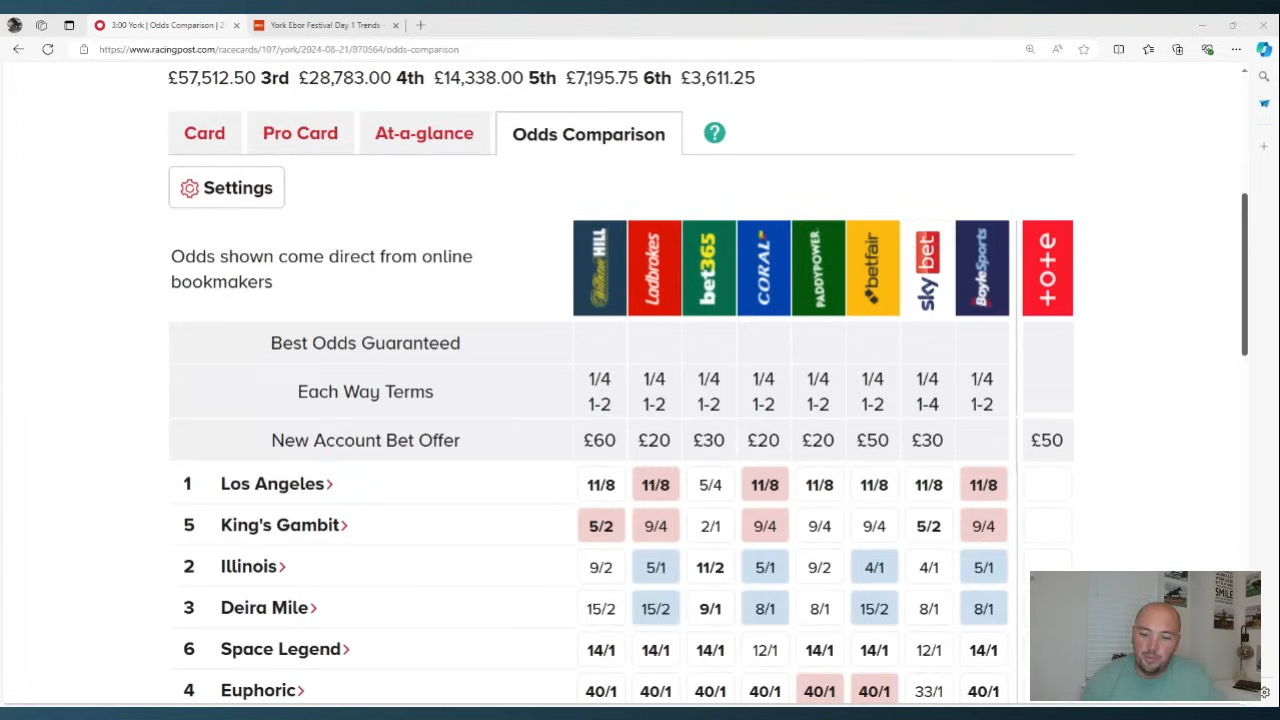 3:00 York | Odds Comparison | 2
York Ebor Festival Day 1 Trends -
https://www.racingpost.com/racecards/107/york/2024-08-21/870564/odds-comparison
£57,512.50 3rd £28,783.00 4th £14,338.00 5th £7,195.75 6th £3,611.25
Card Pro Card At-a-glance Odds Comparison ?
Settings
Odds shown come direct from online
bookmakers
William HILL Ladbrokes bet365 CORAL PADDYPOWER betfair sky bet BoyleSports tote
Best Odds Guaranteed
Each Way Terms 1/4 1/4 1/4 1/4 1/4 1/4 1/4 1/4
1-2 1-2 1-2 1-2 1-2 1-2 1-4 1-2
New Account Bet Offer £60 £20 £30 £20 £20 £50 £30 £50
1 Los Angeles 11/8 11/8 5/4 11/8 11/8 11/8 11/8 11/8
5 King's Gambit 5/2 9/4 2/1 9/4 9/4 9/4 5/2 9/4
2 Illinois 9/2 5/1 11/2 5/1 9/2 4/1 4/1 5/1
3 Deira Mile 15/2 15/2 9/1 8/1 8/1 15/2 8/1 8/1
6 Space Legend 14/1 14/1 14/1 12/1 14/1 14/1 12/1 14/1
4 Euphoric 40/1 40/1 40/1 40/1 40/1 40/1 33/1 40/1
SMILE